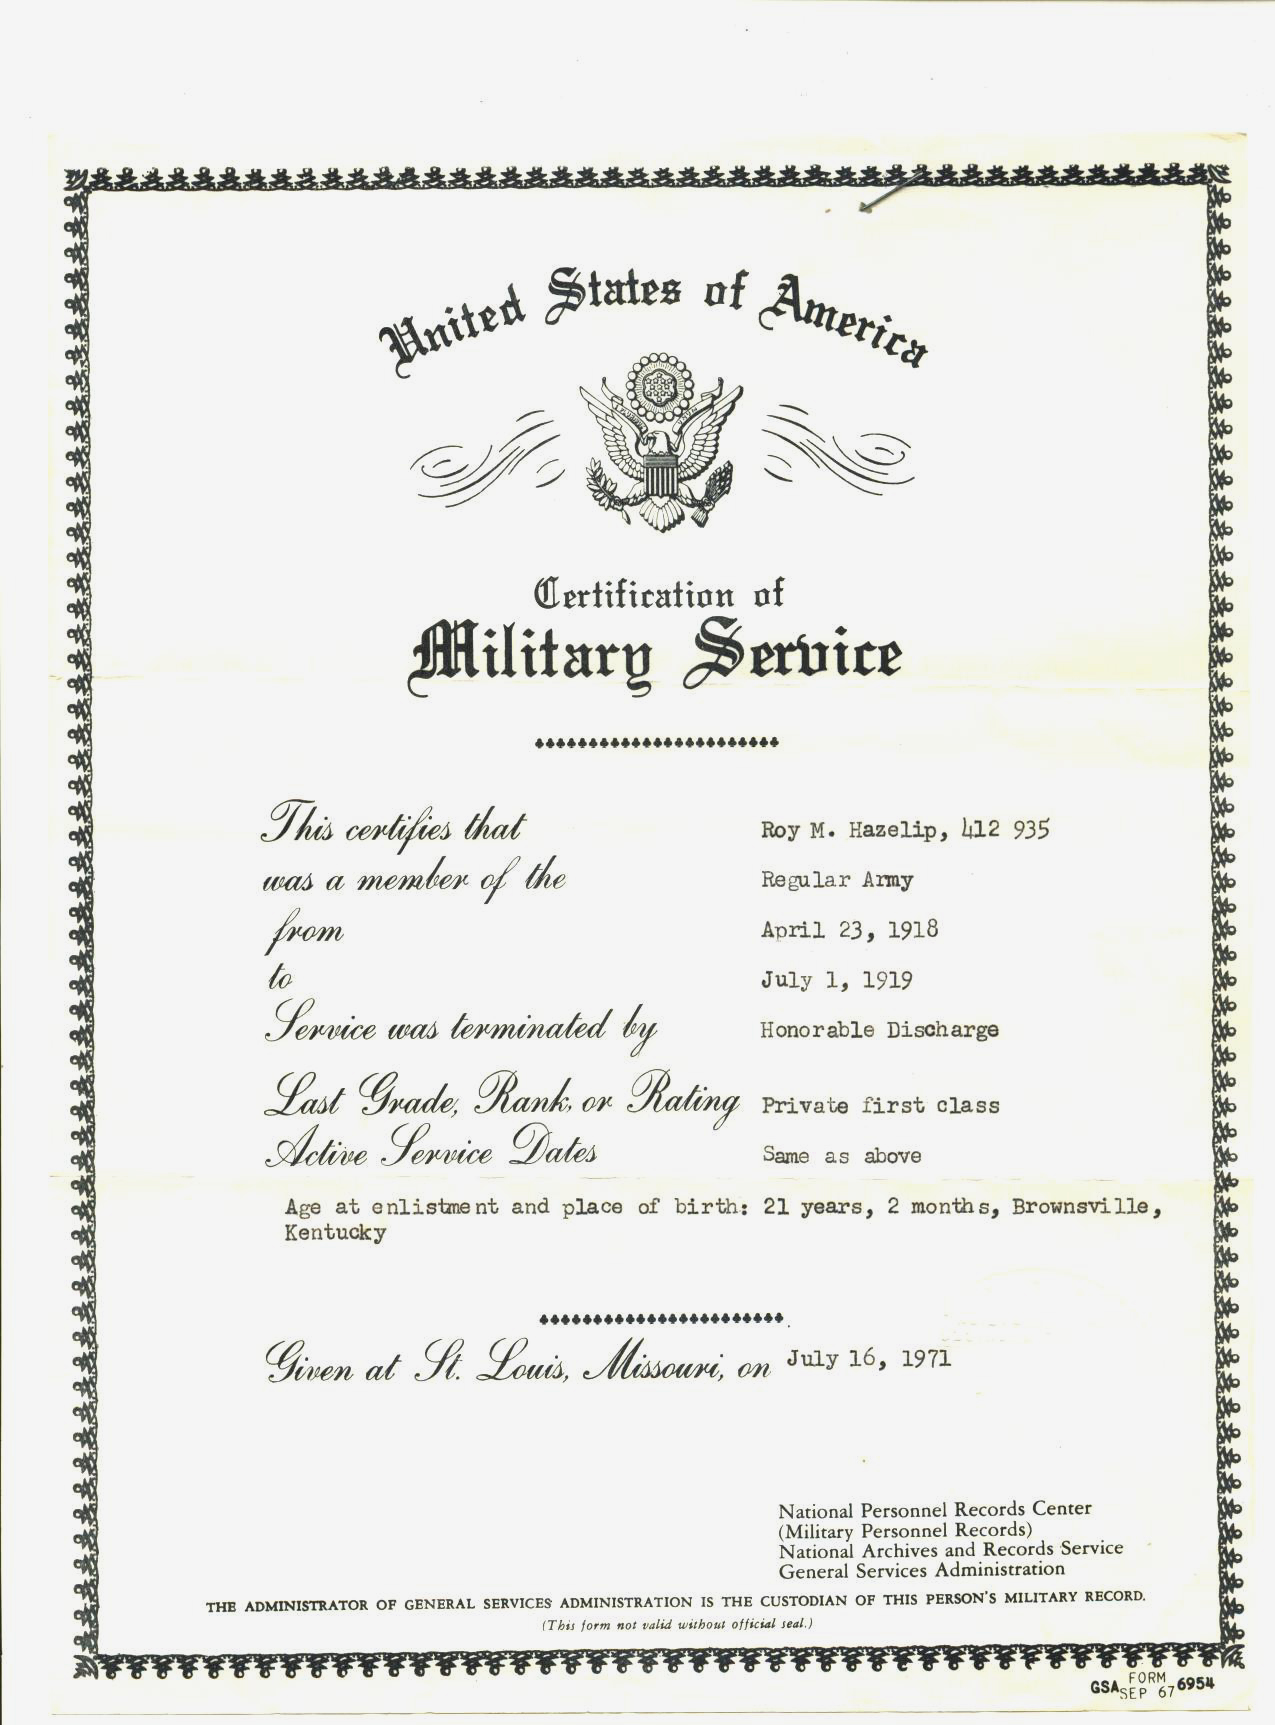 United States of America
Certification of
Military Service
This certifies that Roy M. Hazelip, 412 935
was a member of the Regular Army
from April 23, 1918
to July 1, 1919
Service was terminated by Honorable Discharge
Last Grade, Rank, or Rating Private first class
Active Service Dates Same as above
Age at enlistment and place of birth: 21 years, 2 months, Brownsville,
Kentucky
Given at St. Louis, Missouri, on July 16, 1971
National Personnel Records Center
(Military Personnel Records)
National Archives and Records Service
General Services Administration
THE ADMINISTRATOR OF GENERAL SERVICES ADMINISTRATION IS THE CUSTODIAN OF THIS PERSON'S MILITARY RECORD.
(This form not valid without official seal.)
GSA FORM SEP 67 6954